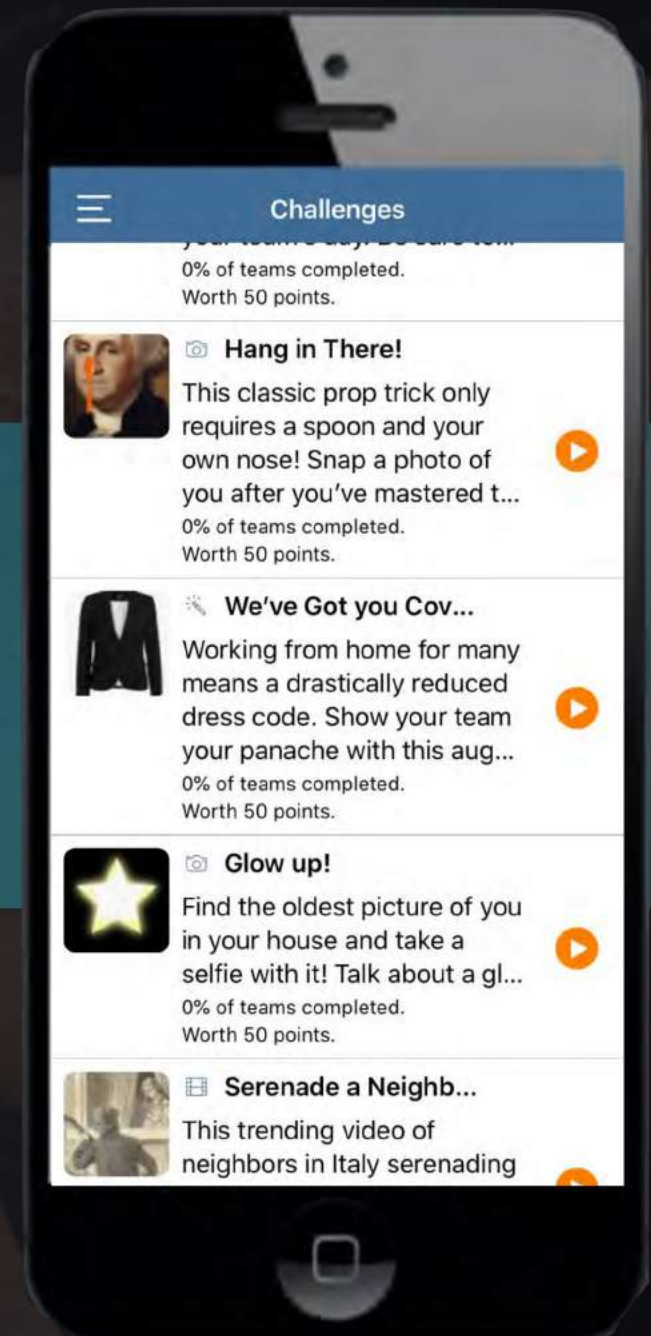 Challenges
0% of teams completed.
Worth 50 points.
Hang in There!
This classic prop trick only
requires a spoon and your
own nose! Snap a photo of
you after you've mastered t...
0% of teams completed.
Worth 50 points.
We've Got you Cov...
Working from home for many
means a drastically reduced
dress code. Show your team
your panache with this aug...
0% of teams completed.
Worth 50 points.
Glow up!
Find the oldest picture of you
in your house and take a
selfie with it! Talk about a gl...
0% of teams completed.
Worth 50 points.
Serenade a Neighb...
This trending video of
neighbors in Italy serenading